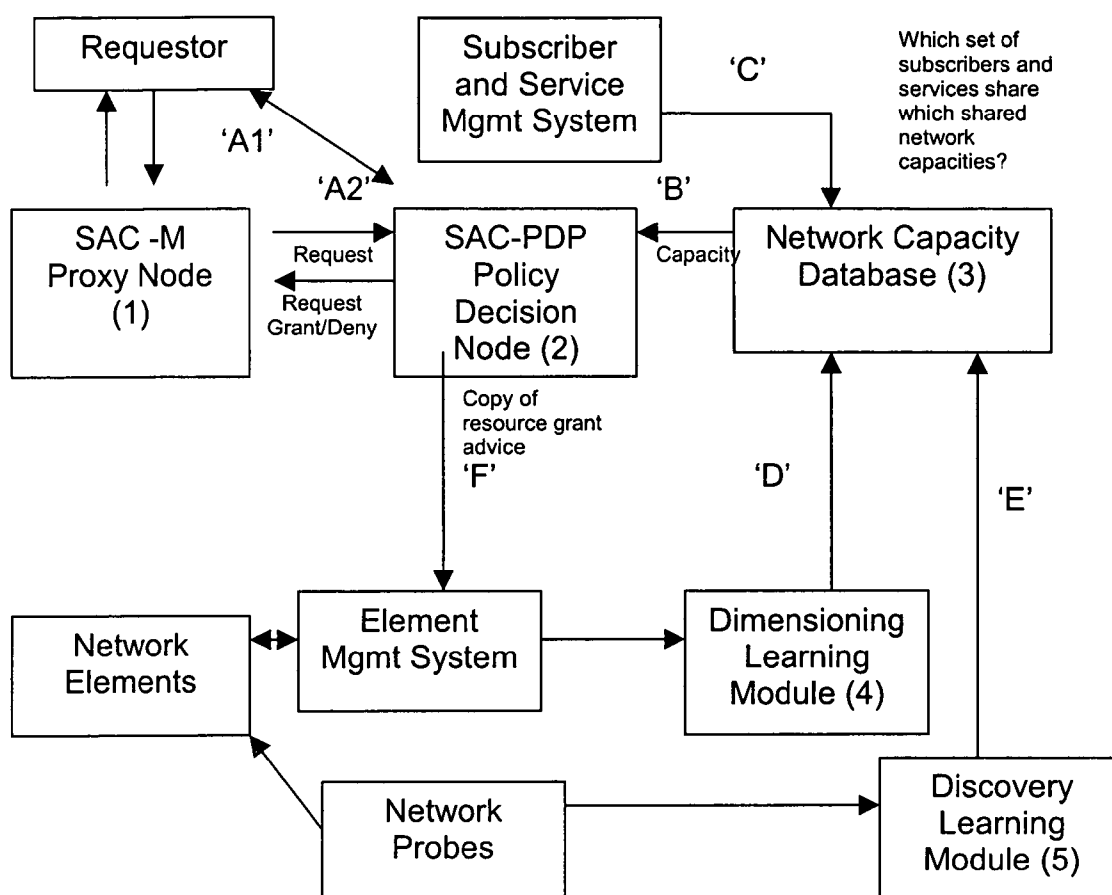 Requestor
Subscriber
and Service
Mgmt System
'C'
Which set of
subscribers and
services share
which shared
network
capacities?
'A1'
'A2'
'B'
SAC -M
Proxy Node
(1)
Request
Request
Grant/Deny
SAC-PDP
Policy
Decision
Node (2)
Capacity
Network Capacity
Database (3)
Copy of
resource grant
advice
'F'
'D'
'E'
Network
Elements
Element
Mgmt System
Dimensioning
Learning
Module (4)
Network
Probes
Discovery
Learning
Module (5)